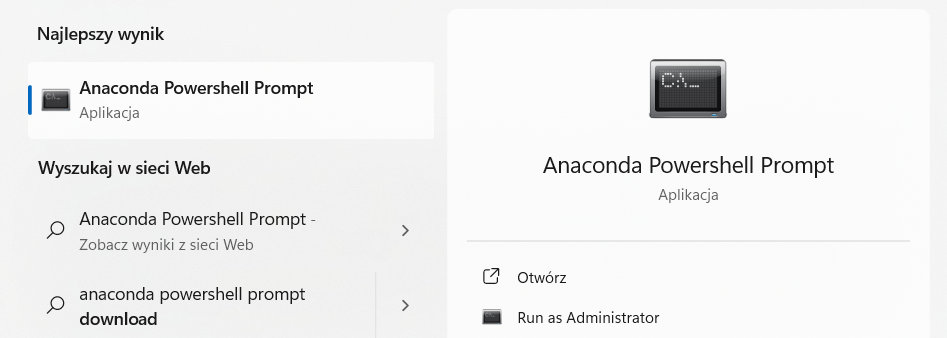 Najlepszy wynik
Anaconda Powershell Prompt
Aplikacja
Wyszukaj w sieci Web
Anaconda Powershell Prompt -
Zobacz wyniki z sieci Web
anaconda powershell prompt
download
C:\_
Anaconda Powershell Prompt
Aplikacja
Otwórz
Run as Administrator